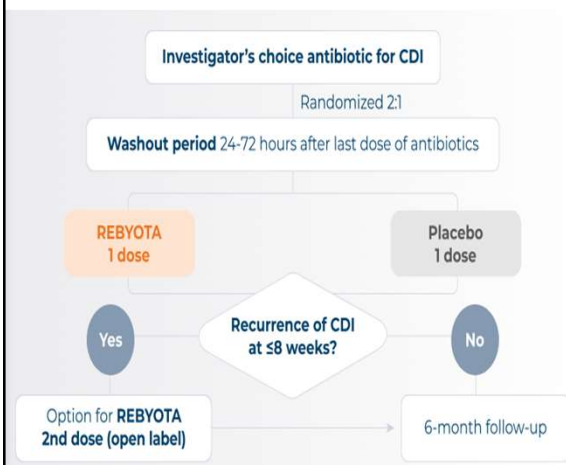 Investigator's choice antibiotic for CDI
Randomized 2:1
Washout period 24-72 hours after last dose of antibiotics
REBYOTA
1 dose
Placebo
1 dose
Recurrence of CDI
at ≤8 weeks?
Yes
No
Option for REBYOTA
2nd dose (open label)
6-month follow-up